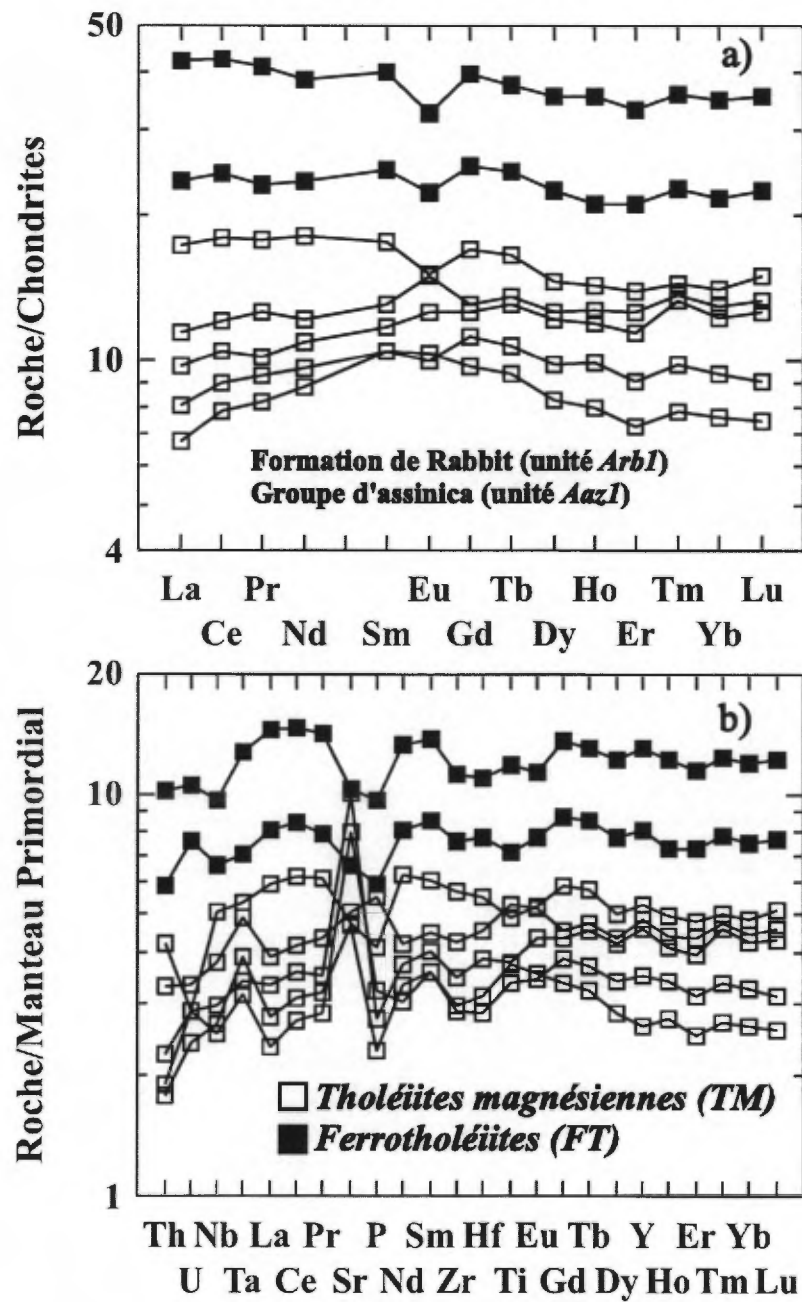 50
a)
Roche/Chondrites
10
Formation de Rabbit (unité Arb1)
Groupe d'assinica (unité Aaz1)
4
La Pr Eu Tb Ho Tm Lu
Ce Nd Sm Gd Dy Er Yb
20
b)
Roche/Manteau Primordial
10
Tholéiites magnésiennes (TM)
Ferrotholéiites (FT)
1
Th Nb La Pr P Sm Hf Eu Tb Y Er Yb
U Ta Ce Sr Nd Zr Ti Gd Dy Ho Tm Lu